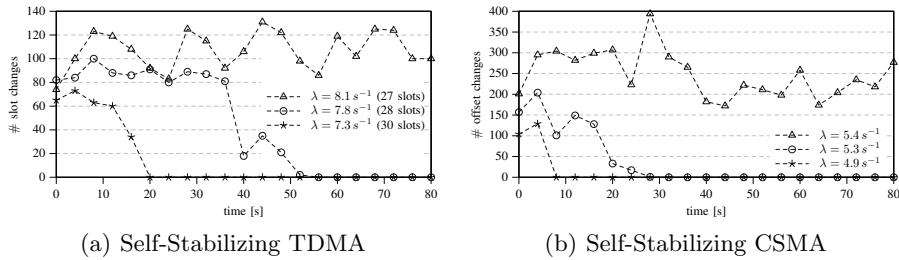 140
120
100
80
60
40
20
0
# slot changes
λ = 8.1 s⁻¹ (27 slots)
λ = 7.8 s⁻¹ (28 slots)
λ = 7.3 s⁻¹ (30 slots)
0 10 20 30 40 50 60 70 80
time [s]
(a) Self-Stabilizing TDMA
400
350
300
250
200
150
100
50
0
# offset changes
λ = 5.4 s⁻¹
λ = 5.3 s⁻¹
λ = 4.9 s⁻¹
0 10 20 30 40 50 60 70 80
time [s]
(b) Self-Stabilizing CSMA